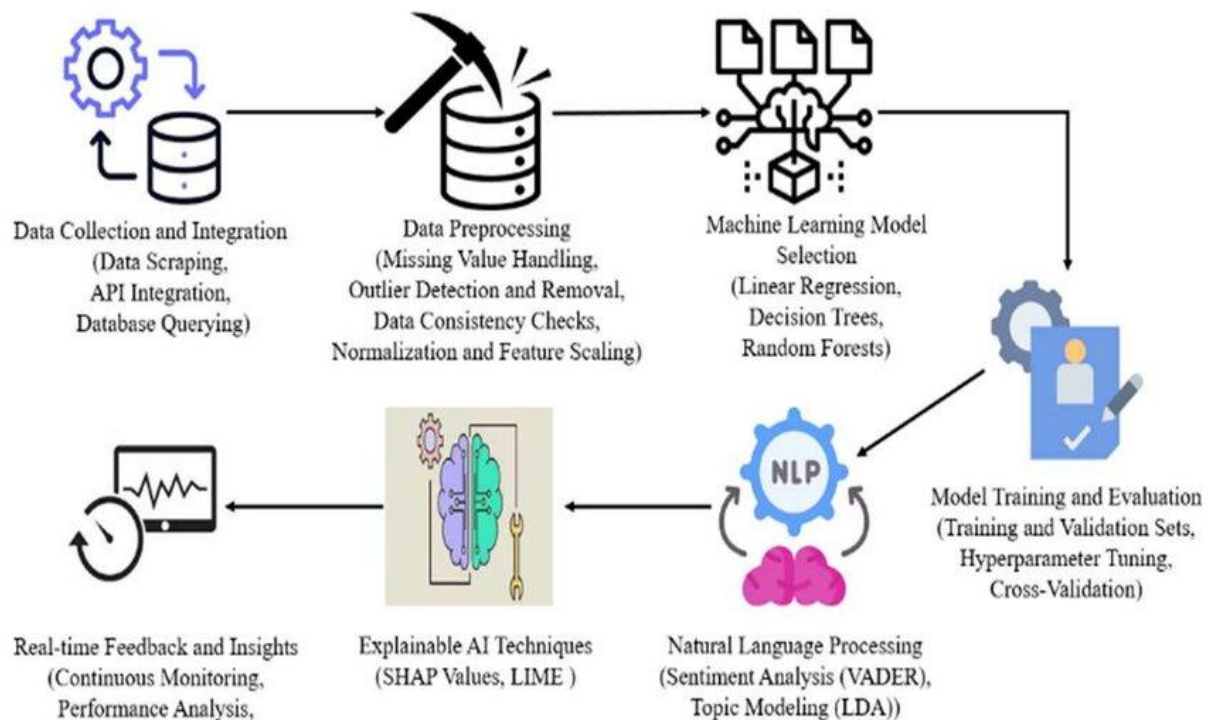 Data Collection and Integration
(Data Scraping,
API Integration,
Database Querying)
Data Preprocessing
(Missing Value Handling,
Outlier Detection and Removal,
Data Consistency Checks,
Normalization and Feature Scaling)
Machine Learning Model
Selection
(Linear Regression,
Decision Trees,
Random Forests)
Model Training and Evaluation
(Training and Validation Sets,
Hyperparameter Tuning,
Cross-Validation)
NLP
Natural Language Processing
(Sentiment Analysis (VADER),
Topic Modeling (LDA))
Explainable AI Techniques
(SHAP Values, LIME )
Real-time Feedback and Insights
(Continuous Monitoring,
Performance Analysis,